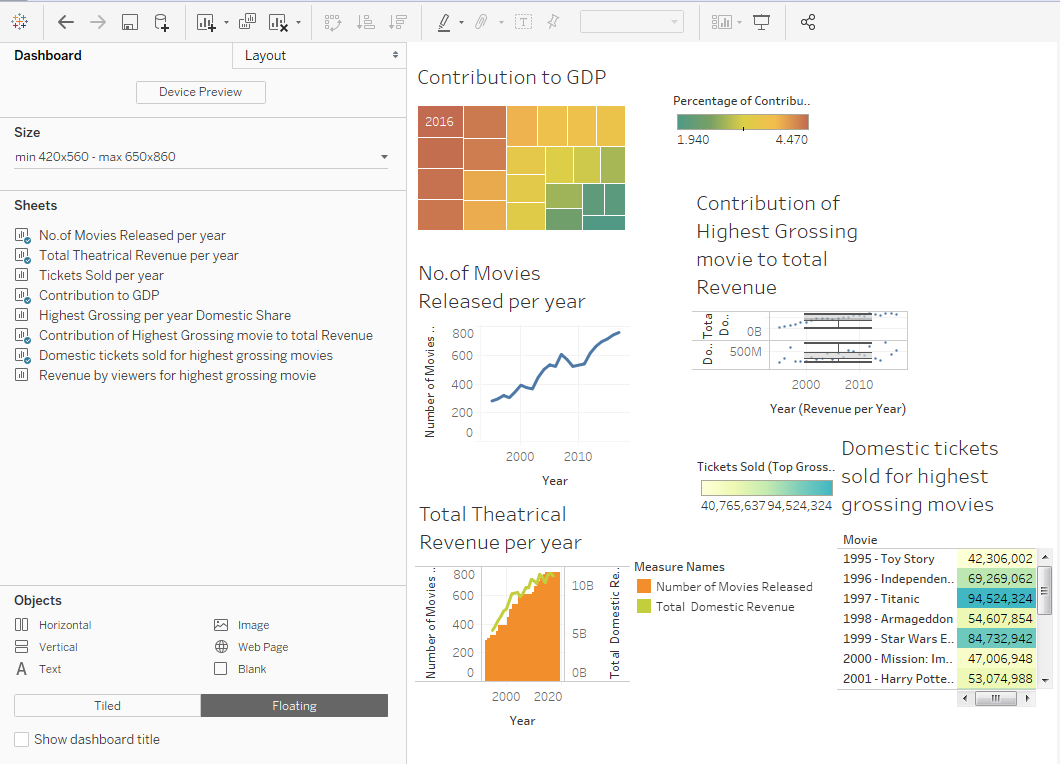 Dashboard
Layout
Device Preview
Size
min 420x560 - max 650x860
Sheets
No.of Movies Released per year
Total Theatrical Revenue per year
Tickets Sold per year
Contribution to GDP
Highest Grossing per year Domestic Share
Contribution of Highest Grossing movie to total Revenue
Domestic tickets sold for highest grossing movies
Revenue by viewers for highest grossing movie
Objects
Horizontal
Image
Vertical
Web Page
A Text
Blank
Tiled
Floating
Show dashboard title
T
Contribution to GDP
2016
Percentage of Contribu..
1.940
4.470
No.of Movies
Released per year
Number of Movies ..
800
600
400
200
0
2000
2010
Year
Contribution of
Highest Grossing
movie to total
Revenue
Tota
Do..
0B
Do..
500M
2000
2010
Year (Revenue per Year)
Total Theatrical
Revenue per year
Number of Movies ..
800
600
400
200
0
10B
5B
0B
Total Domestic Re..
2000
2020
Year
Measure Names
Number of Movies Released
Total Domestic Revenue
Tickets Sold (Top Gross..
40,765,637
94,524,324
Domestic tickets
sold for highest
grossing movies
Movie
1995 - Toy Story 42,306,002
1996 - Independen.. 69,269,062
1997 - Titanic 94,524,324
1998 - Armageddon 54,607,854
1999 - Star Wars E.. 84,732,942
2000 - Mission: Im.. 47,006,948
2001 - Harry Potte.. 53,074,988